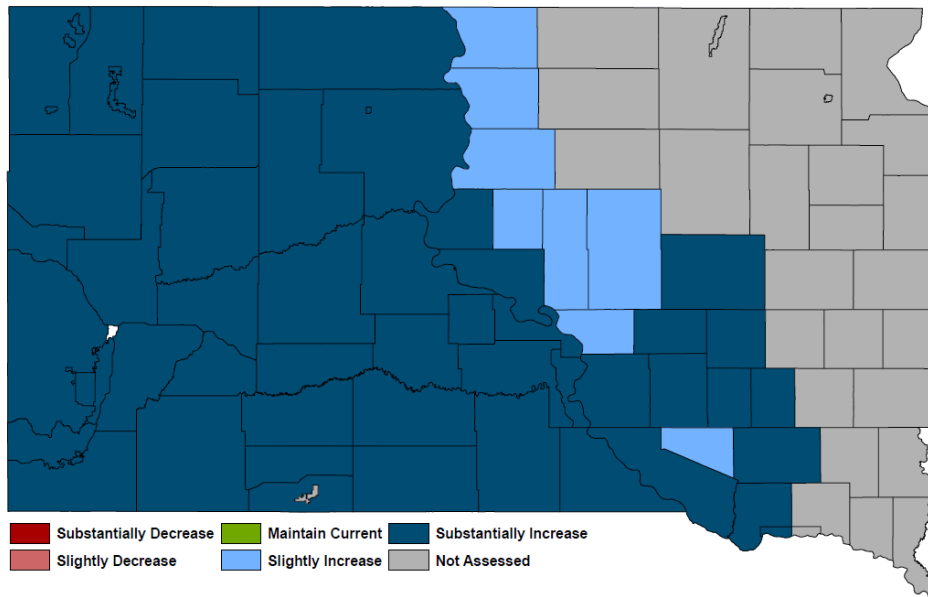 Substantially Decrease Maintain Current Substantially Increase
Slightly Decrease Slightly Increase Not Assessed